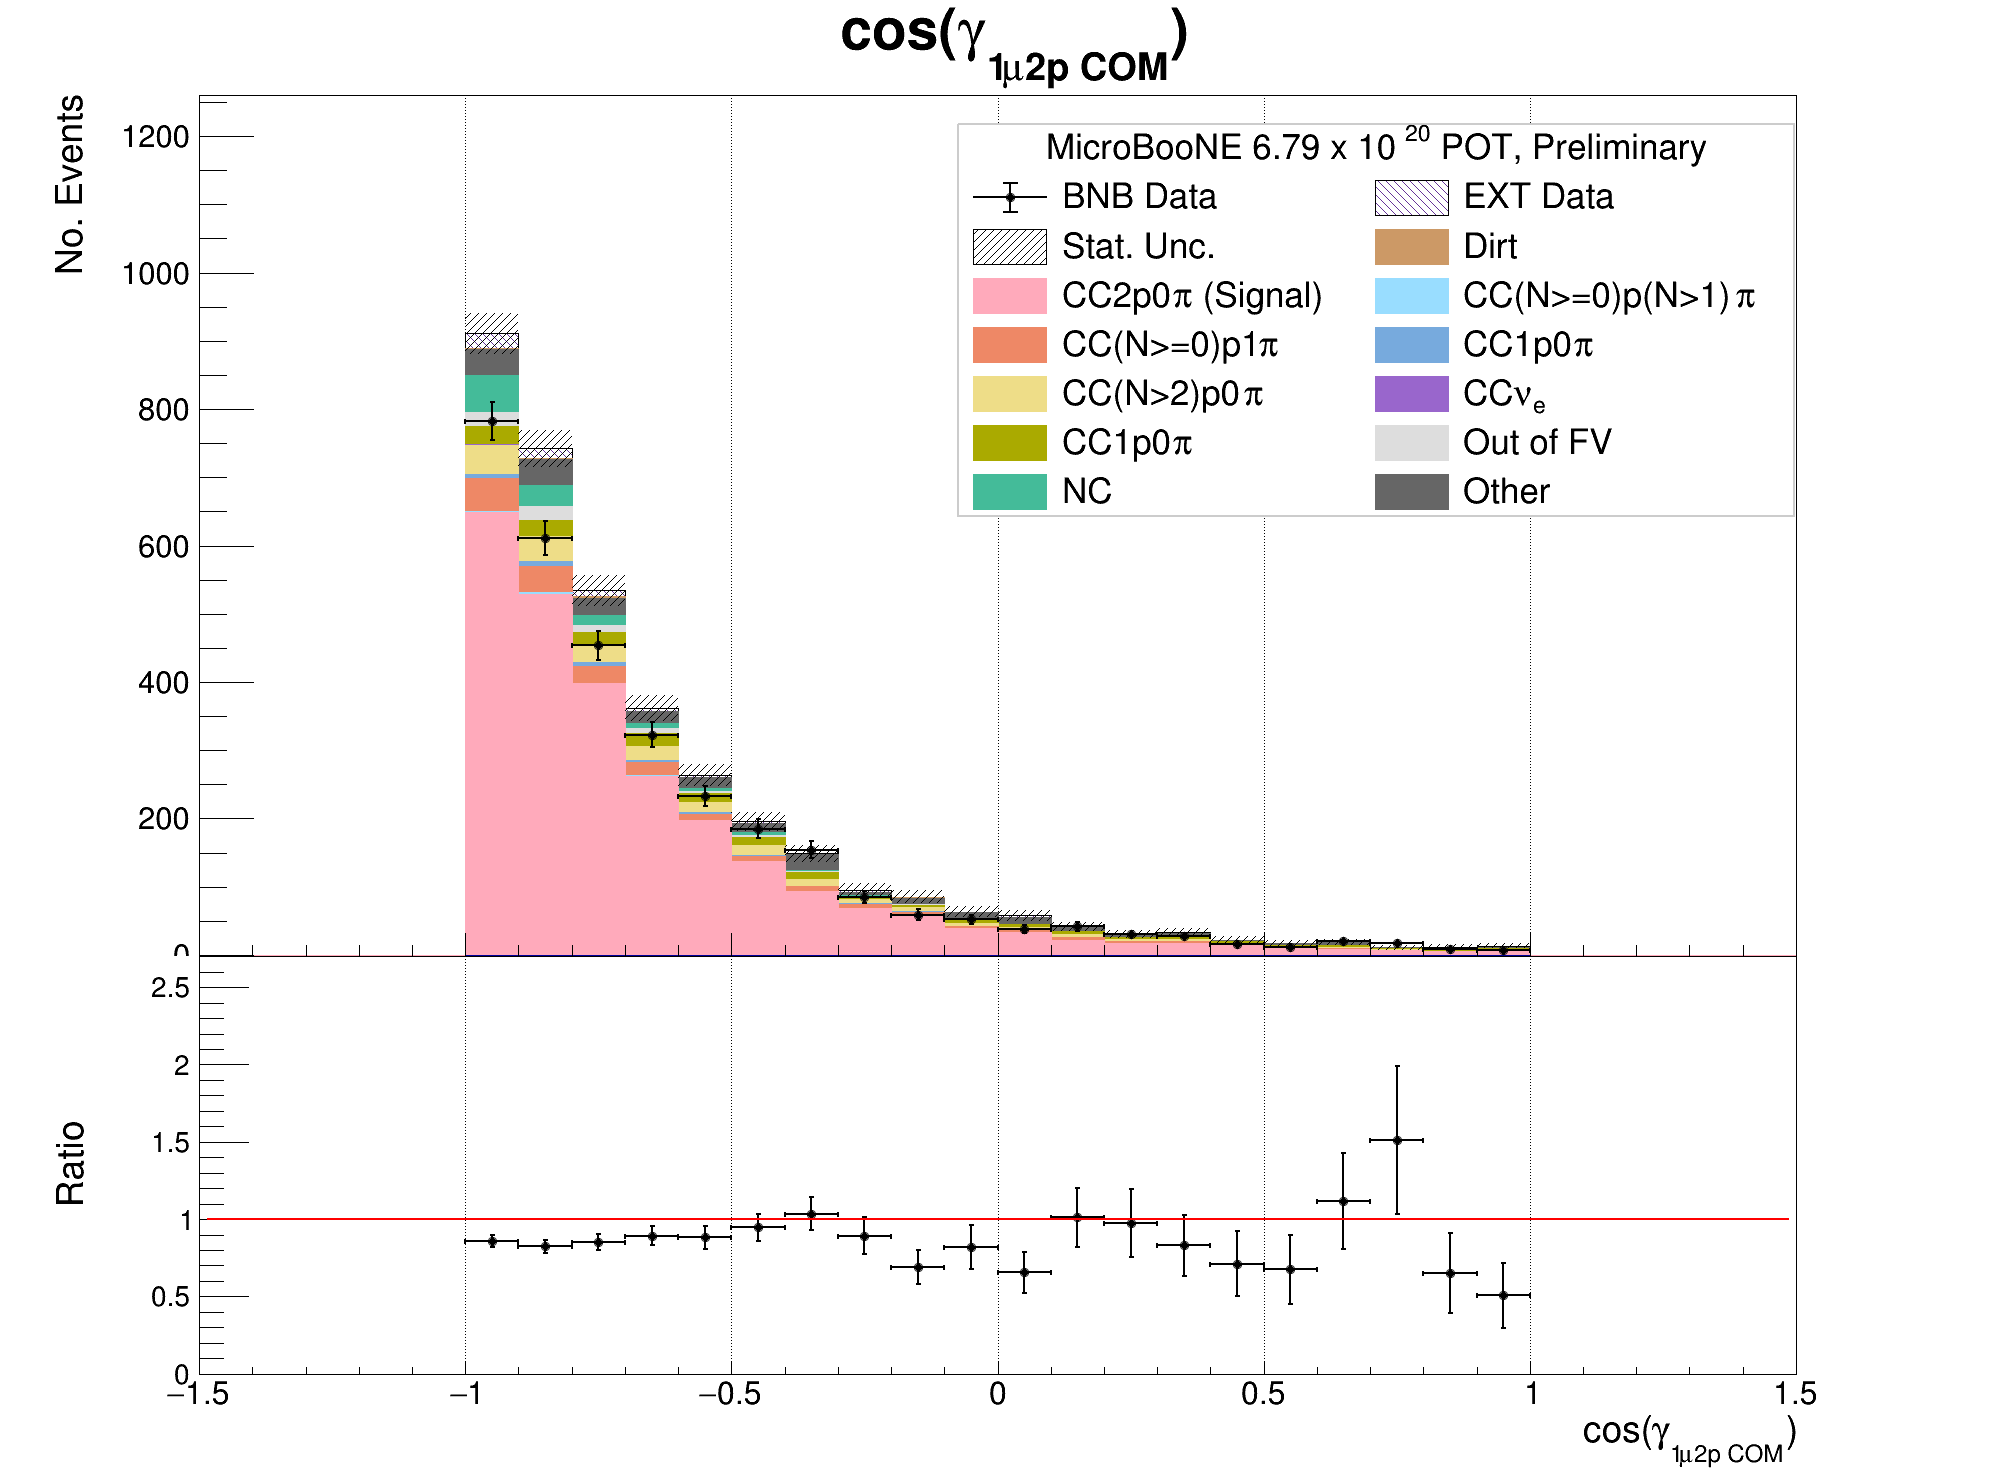 cos(γ 1μ2p COM)
No. Events
1200
1000
800
600
400
200
0
MicroBooNE 6.79 x 10 20 POT, Preliminary
BNB Data
EXT Data
Stat. Unc.
Dirt
CC2p0π (Signal)
CC(N>=0)p(N>1)π
CC(N>=0)p1π
CC1p0π
CC(N>2)p0π
CCνe
CC1p0π
Out of FV
NC
Other
Ratio
2.5
2
1.5
1
0.5
0
−1.5 −1 −0.5 0 0.5 1 1.5
cos(γ 1μ2p COM)